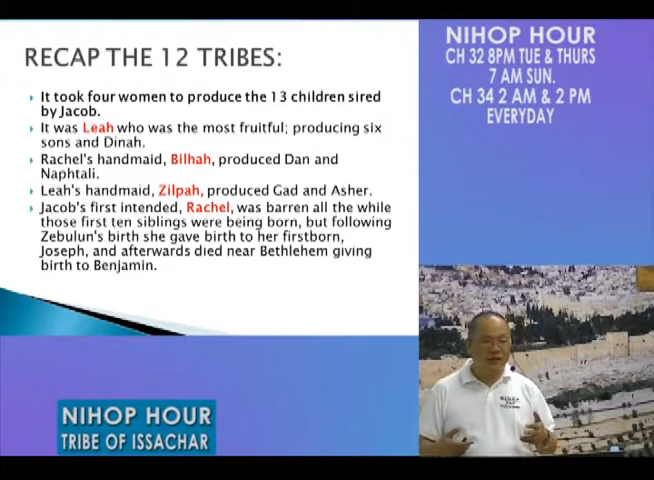 RECAP THE 12 TRIBES:
It took four women to produce the 13 children sired
by Jacob.
It was Leah who was the most fruitful; producing six
sons and Dinah.
Rachel's handmaid, Bilhah, produced Dan and
Naphtali.
Leah's handmaid, Zilpah, produced Gad and Asher.
Jacob's first intended, Rachel, was barren all the while
those first ten siblings were being born, but following
Zebulun's birth she gave birth to her firstborn,
Joseph, and afterwards died near Bethlehem giving
birth to Benjamin.
NIHOP HOUR
CH 32 8PM TUE & THURS
7 AM SUN.
CH 34 2 AM & 2 PM
EVERYDAY
NIHOP HOUR
TRIBE OF ISSACHAR